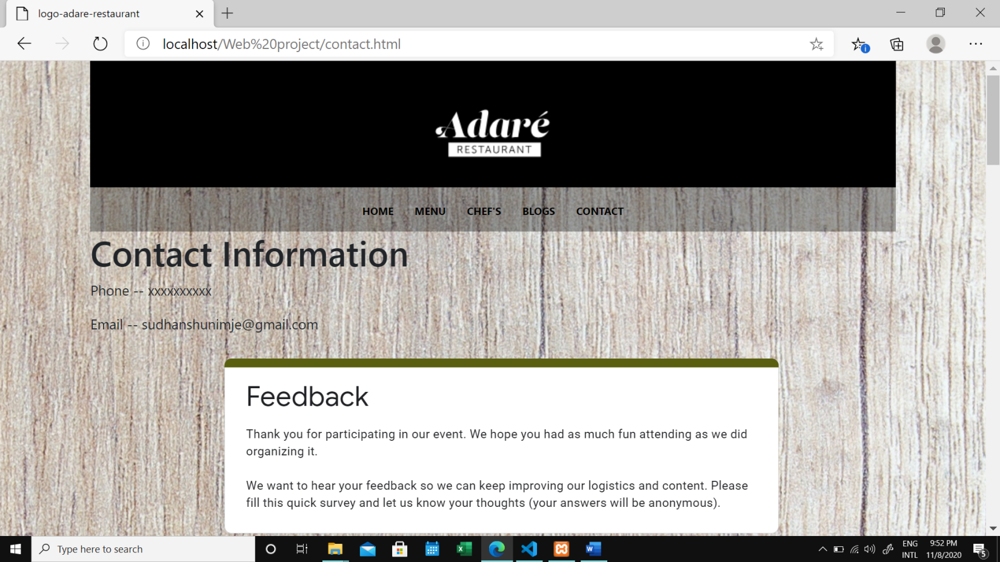 logo-adare-restaurant
localhost/Web%20project/contact.html
Adaré
RESTAURANT
HOME MENU CHEF'S BLOGS CONTACT
Contact Information
Phone -- xxxxxxxxxx
Email -- sudhanshunimje@gmail.com
Feedback
Thank you for participating in our event. We hope you had as much fun attending as we did
organizing it.
We want to hear your feedback so we can keep improving our logistics and content. Please
fill this quick survey and let us know your thoughts (your answers will be anonymous).
Type here to search
ENG
INTL
9:52 PM
11/8/2020
5